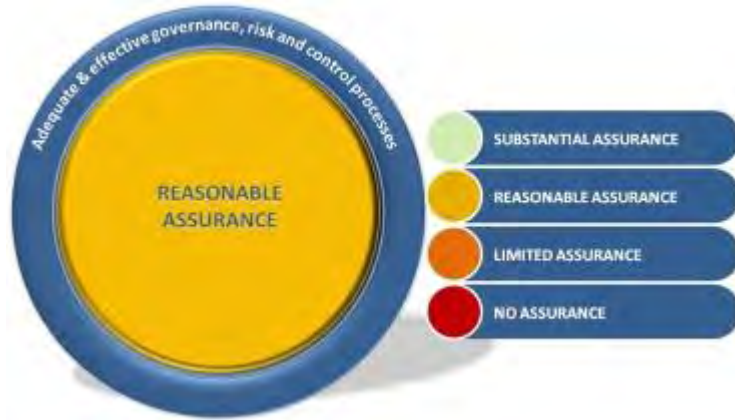 Adequate & effective governance, risk and control processes
REASONABLE
ASSURANCE
SUBSTANTIAL ASSURANCE
REASONABLE ASSURANCE
LIMITED ASSURANCE
NO ASSURANCE